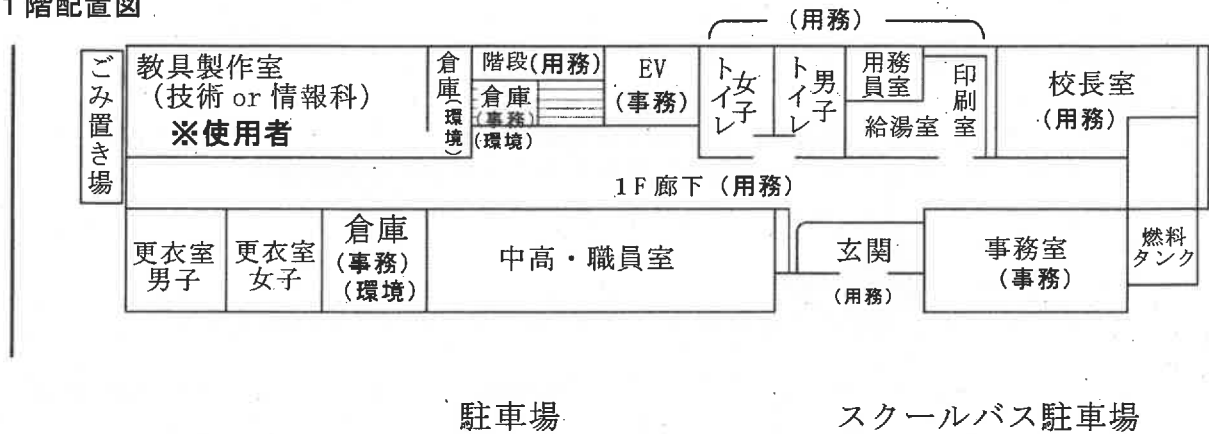 1階配置図
(用務)
ごみ置き場
教具製作室
(技術 or 情報科)
※使用者
倉庫(環境)
階段(用務)
倉庫
(事務)
(環境)
EV
(事務)
女子
トイレ
男子
トイレ
用務
員室
給湯室
印刷室
校長室
(用務)
1F廊下(用務)
更衣室
男子
更衣室
女子
倉庫
(事務)
(環境)
中高・職員室
玄関
(用務)
事務室
(事務)
燃料
タンク
駐車場
スクールバス駐車場